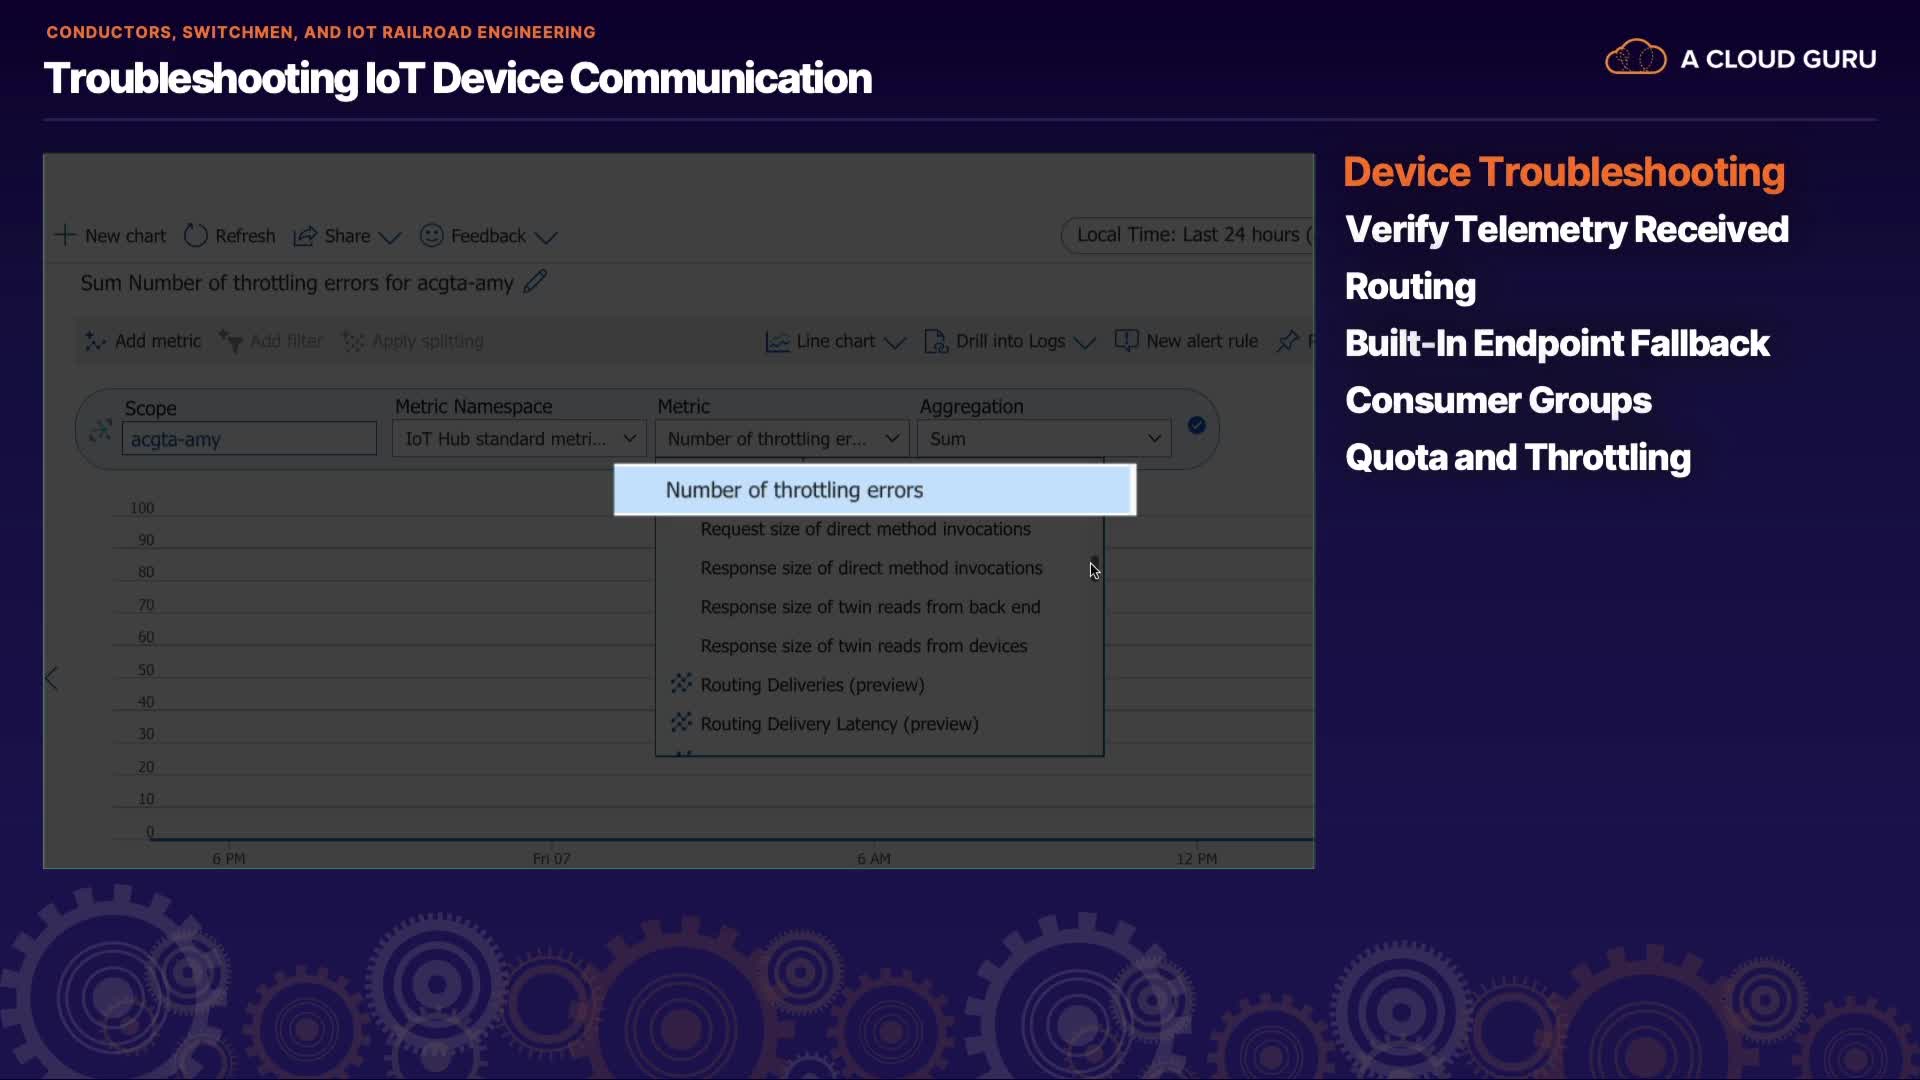 CONDUCTORS, SWITCHMEN, AND IOT RAILROAD ENGINEERING
Troubleshooting IoT Device Communication
A CLOUD GURU
New chart Refresh Share Feedback Local Time: Last 24 hours (
Sum Number of throttling errors for acgta-amy
Add metric Add filter Apply splitting Line chart Drill into Logs New alert rule
Scope Metric Namespace Metric Aggregation
acgta-amy IoT Hub standard metri... Number of throttling er... Sum
Number of throttling errors
Request size of direct method invocations
Response size of direct method invocations
Response size of twin reads from back end
Response size of twin reads from devices
Routing Deliveries (preview)
Routing Delivery Latency (preview)
100
90
80
70
60
50
40
30
20
10
0
6 PM Fri 07 6 AM 12 PM
Device Troubleshooting
Verify Telemetry Received
Routing
Built-In Endpoint Fallback
Consumer Groups
Quota and Throttling